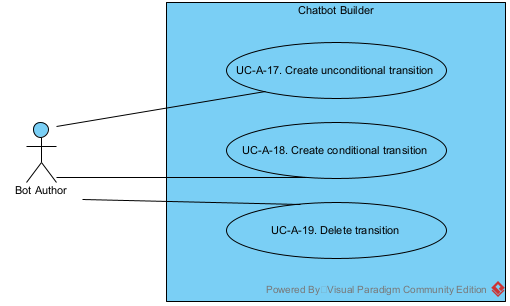 Chatbot Builder
UC-A-17. Create unconditional transition
UC-A-18. Create conditional transition
Bot Author
UC-A-19. Delete transition
Powered By Visual Paradigm Community Edition